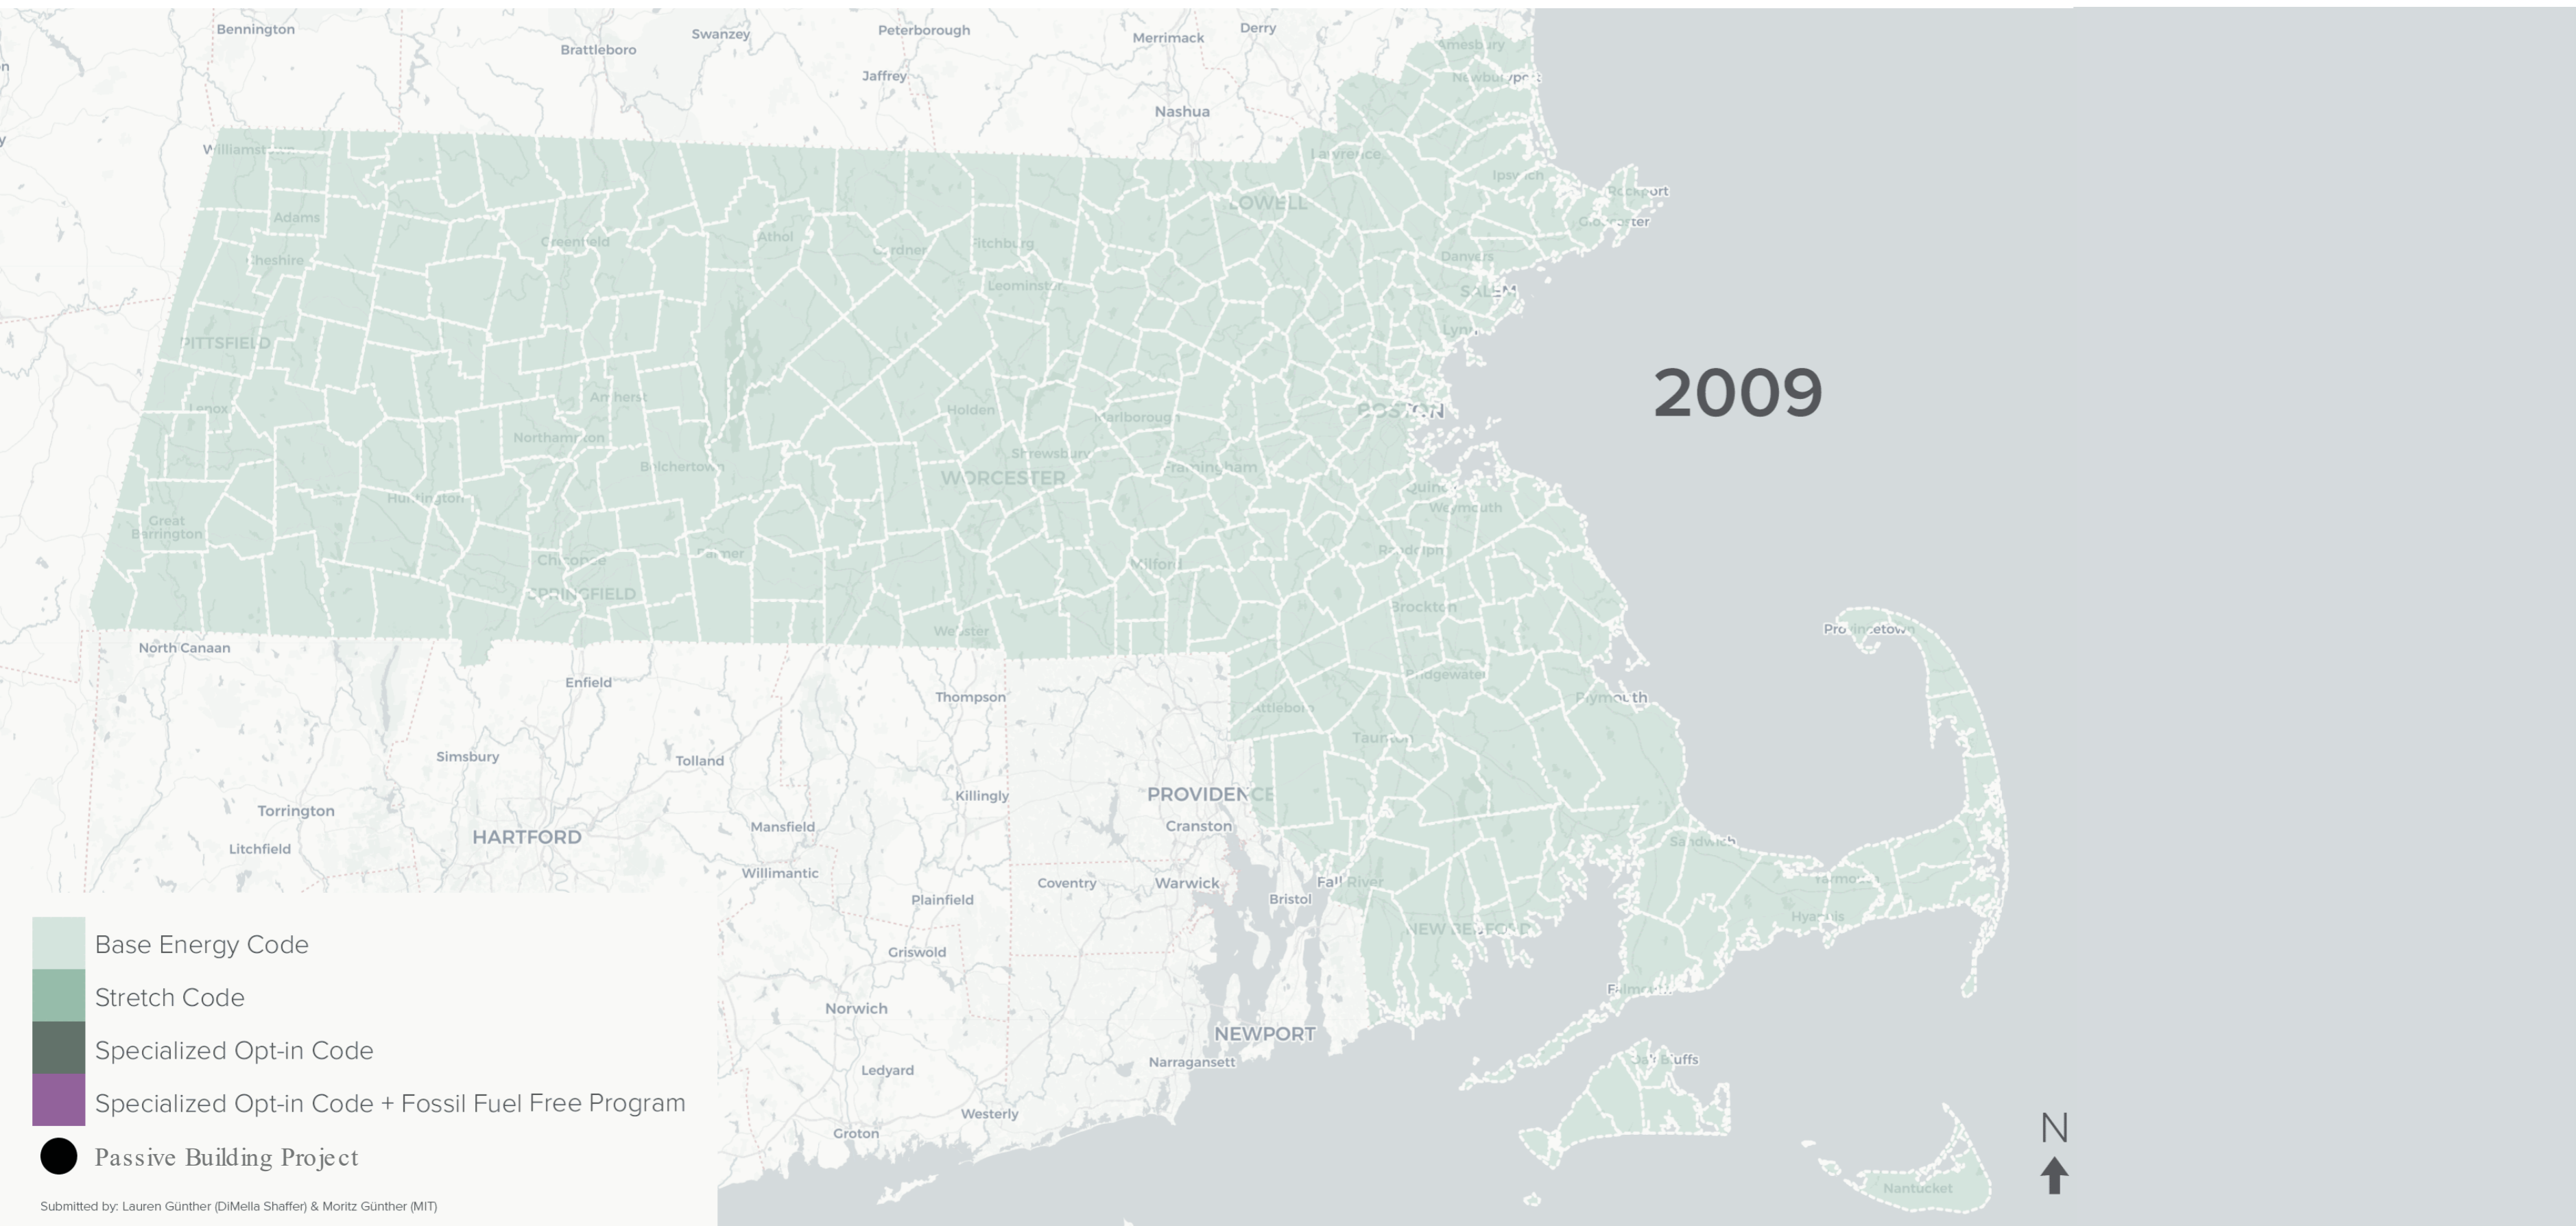 Bennington
Brattleboro
Swanzey
Peterborough
Merrimack
Derry
Jaffrey
Nashua
Amesbury
Newburyport
Williamstown
Lawrence
Ipswich
Rockport
LOWELL
Gloucester
Adams
Greenfield
Athol
Gardner
Fitchburg
Cheshire
Danvers
Leominster
SALEM
Lynn
PITTSFIELD
2009
Lenox
Amherst
Holden
Marlborough
BOSTON
Northampton
Belchertown
Shrewsbury
Framingham
WORCESTER
Huntington
Quincy
Weymouth
Great
Barrington
Chicopee
Palmer
Milford
Randolph
SPRINGFIELD
Brockton
Webster
Provincetown
North Canaan
Enfield
Thompson
Bridgewater
Plymouth
Attleboro
Simsbury
Tolland
Taunton
Torrington
Killingly
PROVIDENCE
HARTFORD
Mansfield
Cranston
Litchfield
Sandwich
Willimantic
Coventry
Warwick
Fall River
Yarmouth
Plainfield
Bristol
Hyannis
NEW BEDFORD
Griswold
Falmouth
Norwich
NEWPORT
Narragansett
Oak Bluffs
Ledyard
Westerly
Groton
Nantucket
N
Base Energy Code
Stretch Code
Specialized Opt-in Code
Specialized Opt-in Code + Fossil Fuel Free Program
Passive Building Project
Submitted by: Lauren Günther (DiMella Shaffer) & Moritz Günther (MIT)